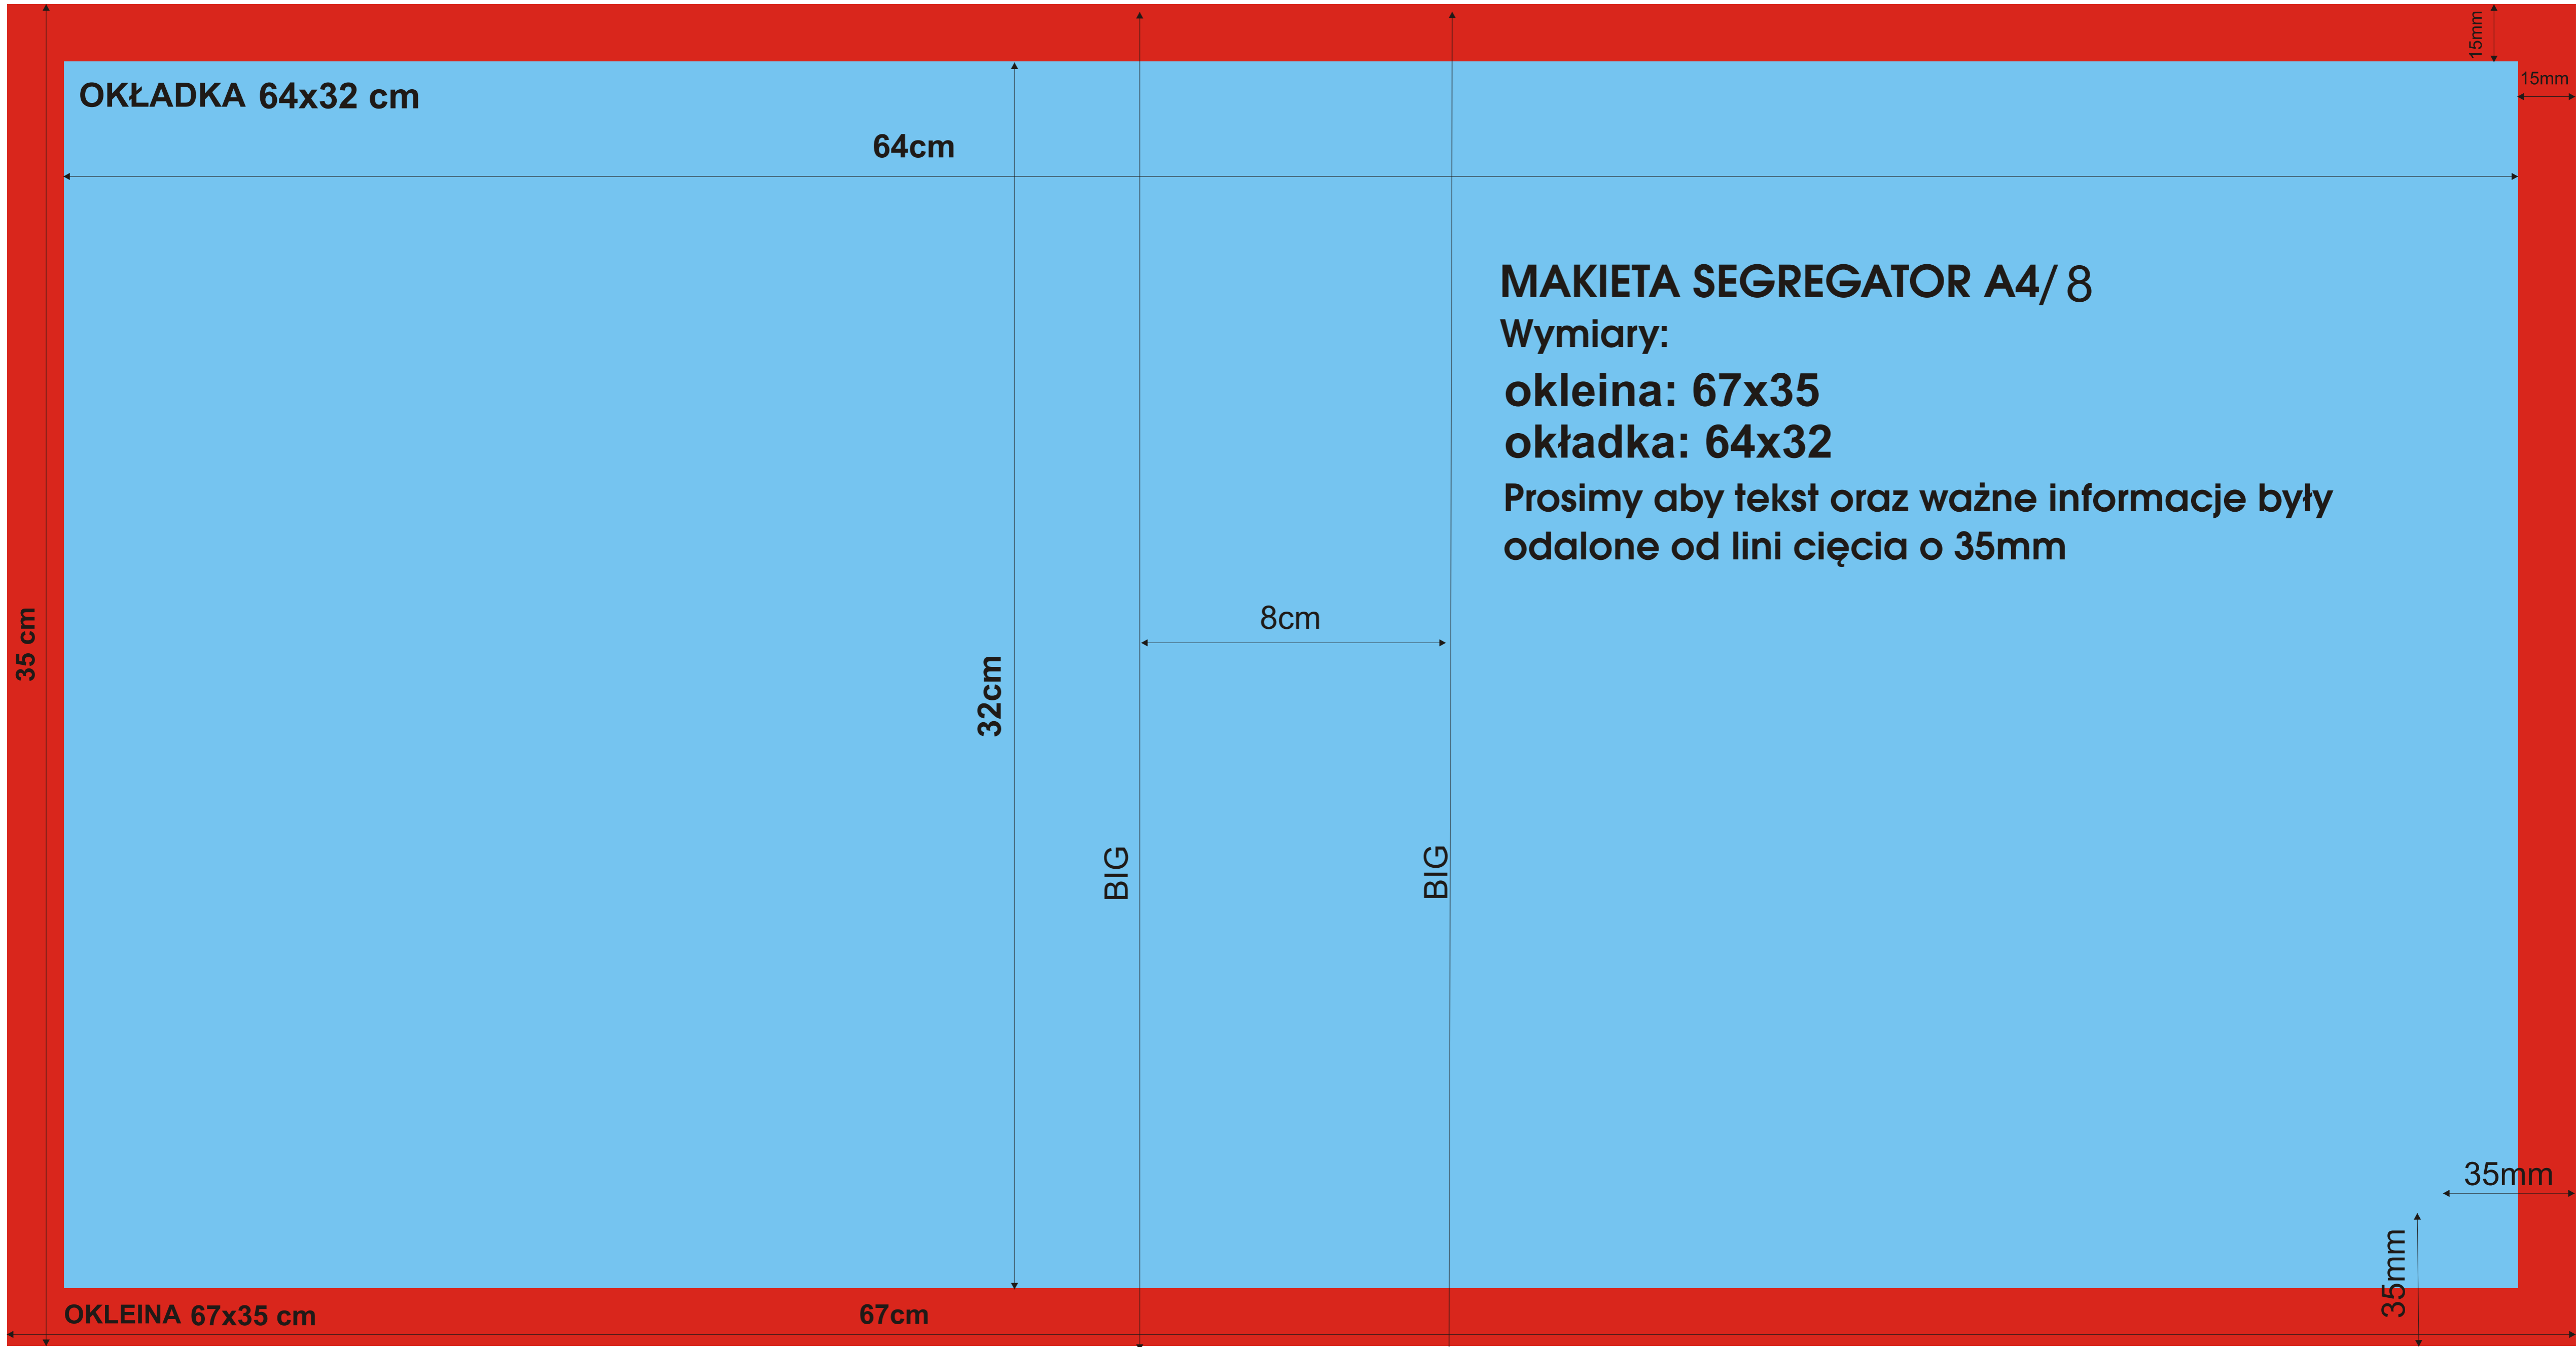 15mm
15mm
OKŁADKA 64x32 cm
64cm
MAKIETA SEGREGATOR A4/8
Wymiary:
okleina: 67x35
okładka: 64x32
Prosimy aby tekst oraz ważne informacje były
odalone od lini cięcia o 35mm
8cm
35 cm
32cm
BIG
BIG
35mm
35mm
OKLEINA 67x35 cm
67cm